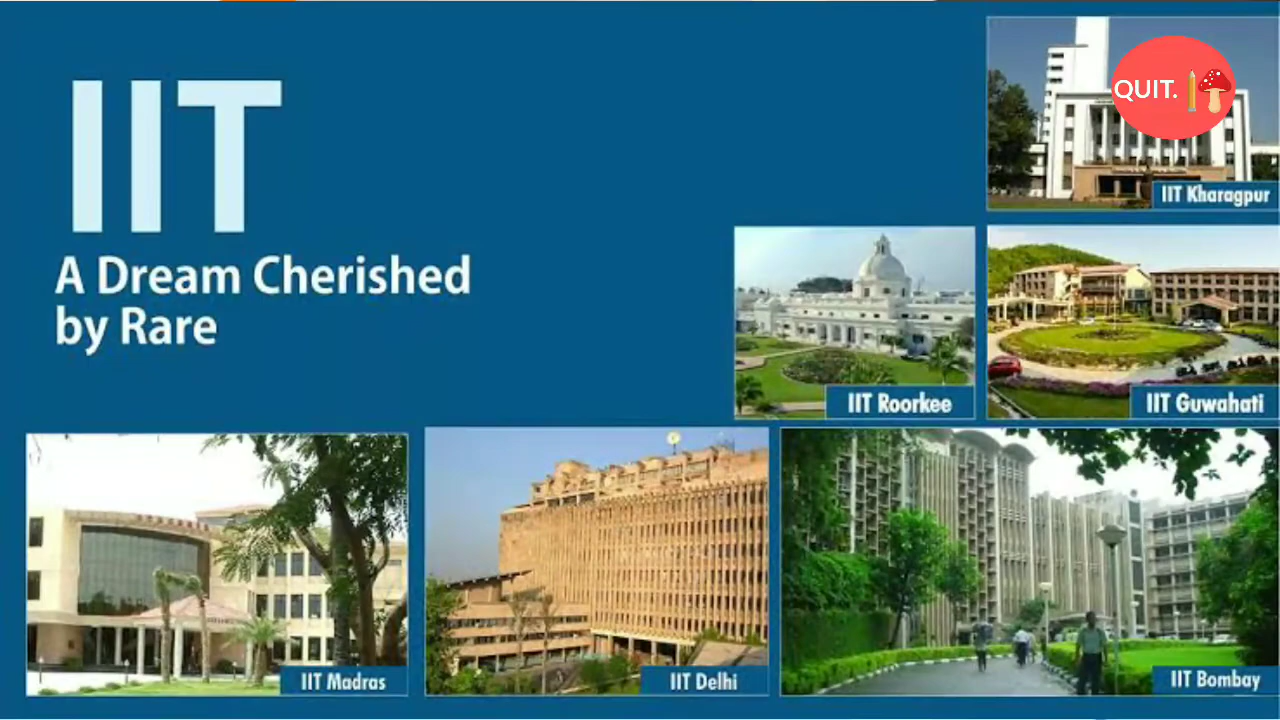 IIT
A Dream Cherished
by Rare
QUIT.
IIT Kharagpur
IIT Roorkee
IIT Guwahati
IIT Madras
IIT Delhi
IIT Bombay